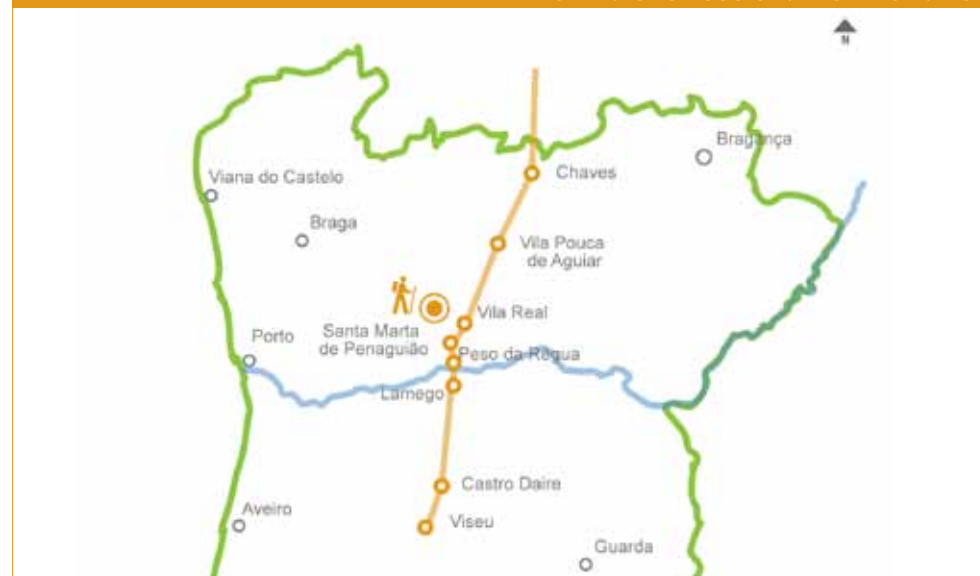 N
Bragança
Chaves
Viana do Castelo
Braga
Vila Pouca
de Aguiar
Vila Real
Santa Marta
de Penaguião
Porto
Peso da Régua
Lamego
Castro Daire
Aveiro
Viseu
Guarda